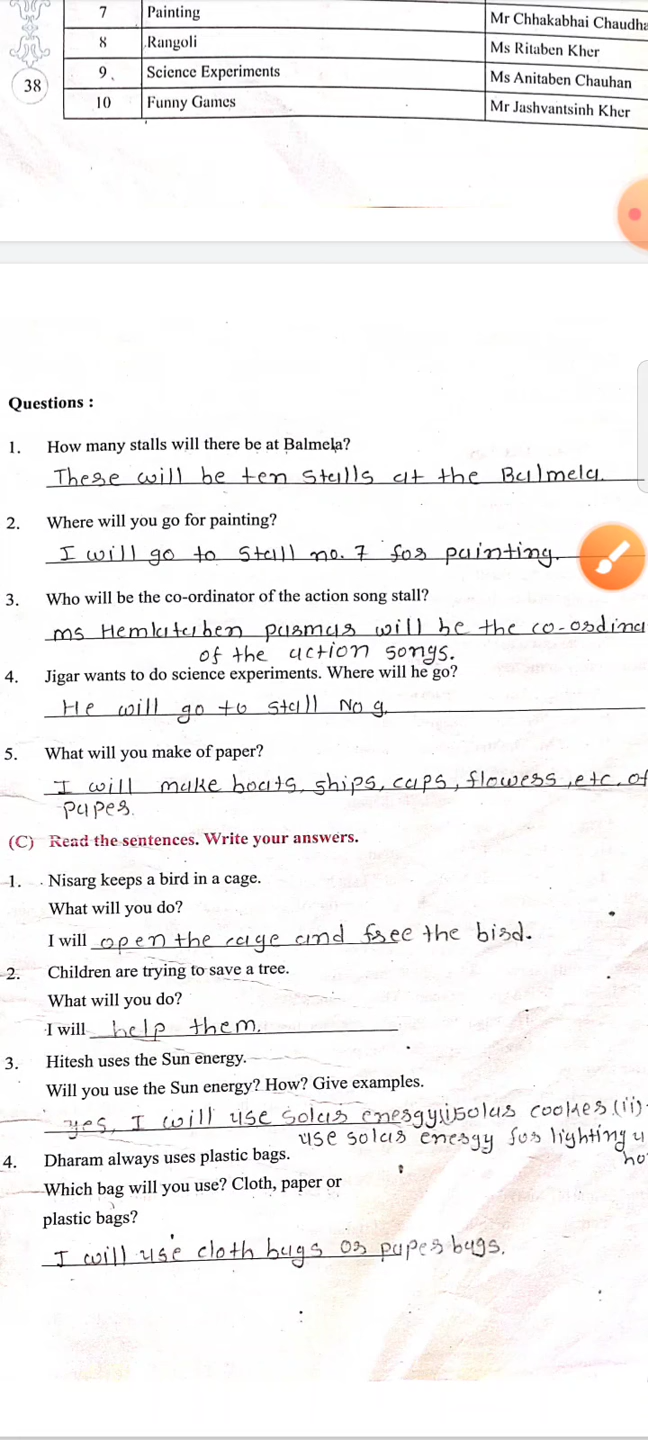 7 Painting Mr Chhakabhai Chaudha
8 Rangoli Ms Ritaben Kher
9 Science Experiments Ms Anitaben Chauhan
38
10 Funny Games Mr Jashvantsinh Kher
Questions :
1. How many stalls will there be at Balmela?
There will be ten stalls at the Balmela.
2. Where will you go for painting?
I will go to stall no. 7 for painting.
3. Who will be the co-ordinator of the action song stall?
ms Hemlataben parmar will be the co-ordina
of the action songs.
4. Jigar wants to do science experiments. Where will he go?
He will go to stall No 9.
5. What will you make of paper?
I will make boats, ships, caps, flowers, etc. of
paper.
(C) Read the sentences. Write your answers.
1. Nisarg keeps a bird in a cage.
What will you do?
I will open the cage and free the bird.
2. Children are trying to save a tree.
What will you do?
I will help them.
3. Hitesh uses the Sun energy.
Will you use the Sun energy? How? Give examples.
yes, I will use solar energy(i)solar cooker (ii)
use solar energy for lighting
4. Dharam always uses plastic bags.
Which bag will you use? Cloth, paper or
plastic bags?
I will use cloth bags or paper bags.